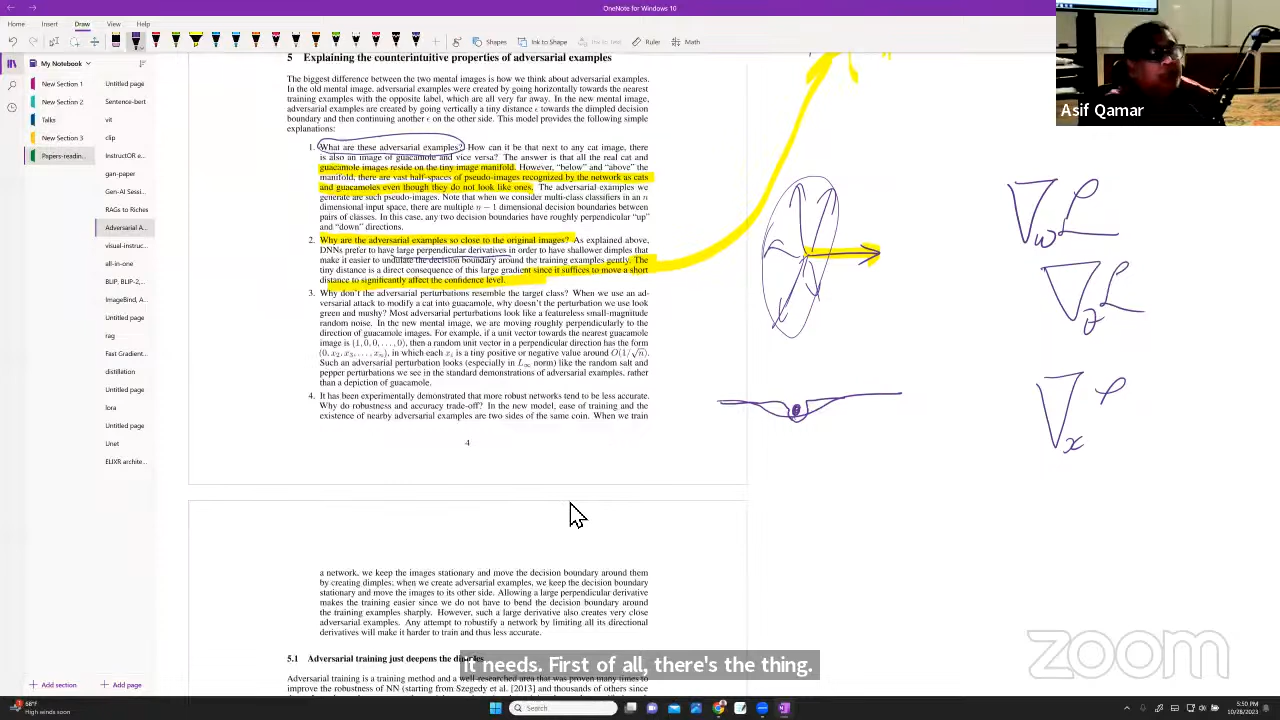 OneNote for Windows 10
Home Insert Draw View Help
Shapes Ink to Shape Ink to Text Ruler Math
My Notebook
New Section 1
New Section 2
Talks
New Section 3
Papers-reading...
Untitled page
Sentence-bert
vit
clip
InstructOR e...
gan-paper
Gen-AI Sessi...
RAGs to Riches
Adversarial A...
visual-instruc...
all-in-one
BLIP, BLIP-2,...
ImageBind, A...
Untitled page
rag
Fast Gradient...
distillation
Untitled page
lora
Untitled page
Unet
ELIXR archite...
Add section
Add page
5 Explaining the counterintuitive properties of adversarial examples
The biggest difference between the two mental images is how we think about adversarial examples.
In the old mental image, adversarial examples were created by going horizontally towards the nearest
training examples with the opposite label, which are all very far away. In the new mental image,
adversarial examples are created by going vertically a tiny distance ϵ towards the dimpled decision
boundary and then continuing another ϵ on the other side. This model provides the following simple
explanations:
1. What are these adversarial examples? How can it be that next to any cat image, there
is also an image of guacamole and vice versa? The answer is that all the real cat and
guacamole images reside on the tiny image manifold. However, “below” and “above” the
manifold, there are vast half-spaces of pseudo-images recognized by the network as cats
and guacamoles even though they do not look like ones. The adversarial examples we
generate are such pseudo-images. Note that when we consider multi-class classifiers in an n
dimensional input space, there are multiple n − 1 dimensional decision boundaries between
pairs of classes. In this case, any two decision boundaries have roughly perpendicular “up”
and “down” directions.
2. Why are the adversarial examples so close to the original images? As explained above,
DNNs prefer to have large perpendicular derivatives in order to have shallower dimples that
make it easier to undulate the decision boundary around the training examples gently. The
tiny distance is a direct consequence of this large gradient since it suffices to move a short
distance to significantly affect the confidence level.
3. Why don’t the adversarial perturbations resemble the target class? When we use an ad-
versarial attack to modify a cat into guacamole, why doesn’t the perturbation we use look
green and mushy? Most adversarial perturbations look like a featureless small-magnitude
random noise. In the new mental image, we are moving roughly perpendicularly to the
direction of guacamole images. For example, if a unit vector towards the nearest guacamole
image is (1, 0, 0, . . . , 0), then a random unit vector in a perpendicular direction has the form
(0, x₂, x₃, . . . , xₙ), in which each xᵢ is a tiny positive or negative value around O(1/√n).
Such an adversarial perturbation looks (especially in L∞ norm) like the random salt and
pepper perturbations we see in the standard demonstrations of adversarial examples, rather
than a depiction of guacamole.
4. It has been experimentally demonstrated that more robust networks tend to be less accurate.
Why do robustness and accuracy trade-off? In the new model, ease of training and the
existence of nearby adversarial examples are two sides of the same coin. When we train
4
a network, we keep the images stationary and move the decision boundary around them
by creating dimples; when we create adversarial examples, we keep the decision boundary
stationary and move the images to its other side. Allowing a large perpendicular derivative
makes the training easier since we do not have to bend the decision boundary around
the training examples sharply. However, such a large derivative also creates very close
adversarial examples. Any attempt to robustify a network by limiting all its directional
derivatives will make it harder to train and thus less accurate.
5.1 Adversarial training just deepens the
Adversarial training is a training method and a well-researched area that was proven many times to
improve the robustness of NN (starting from Szegedy et al. [2013] and thousands of others since
∇w L
∇ L
∇x L
Asif Qamar
zoom
it needs. First of all, there's the thing.
68°F
High winds soon
Search
5:50 PM
10/28/2023